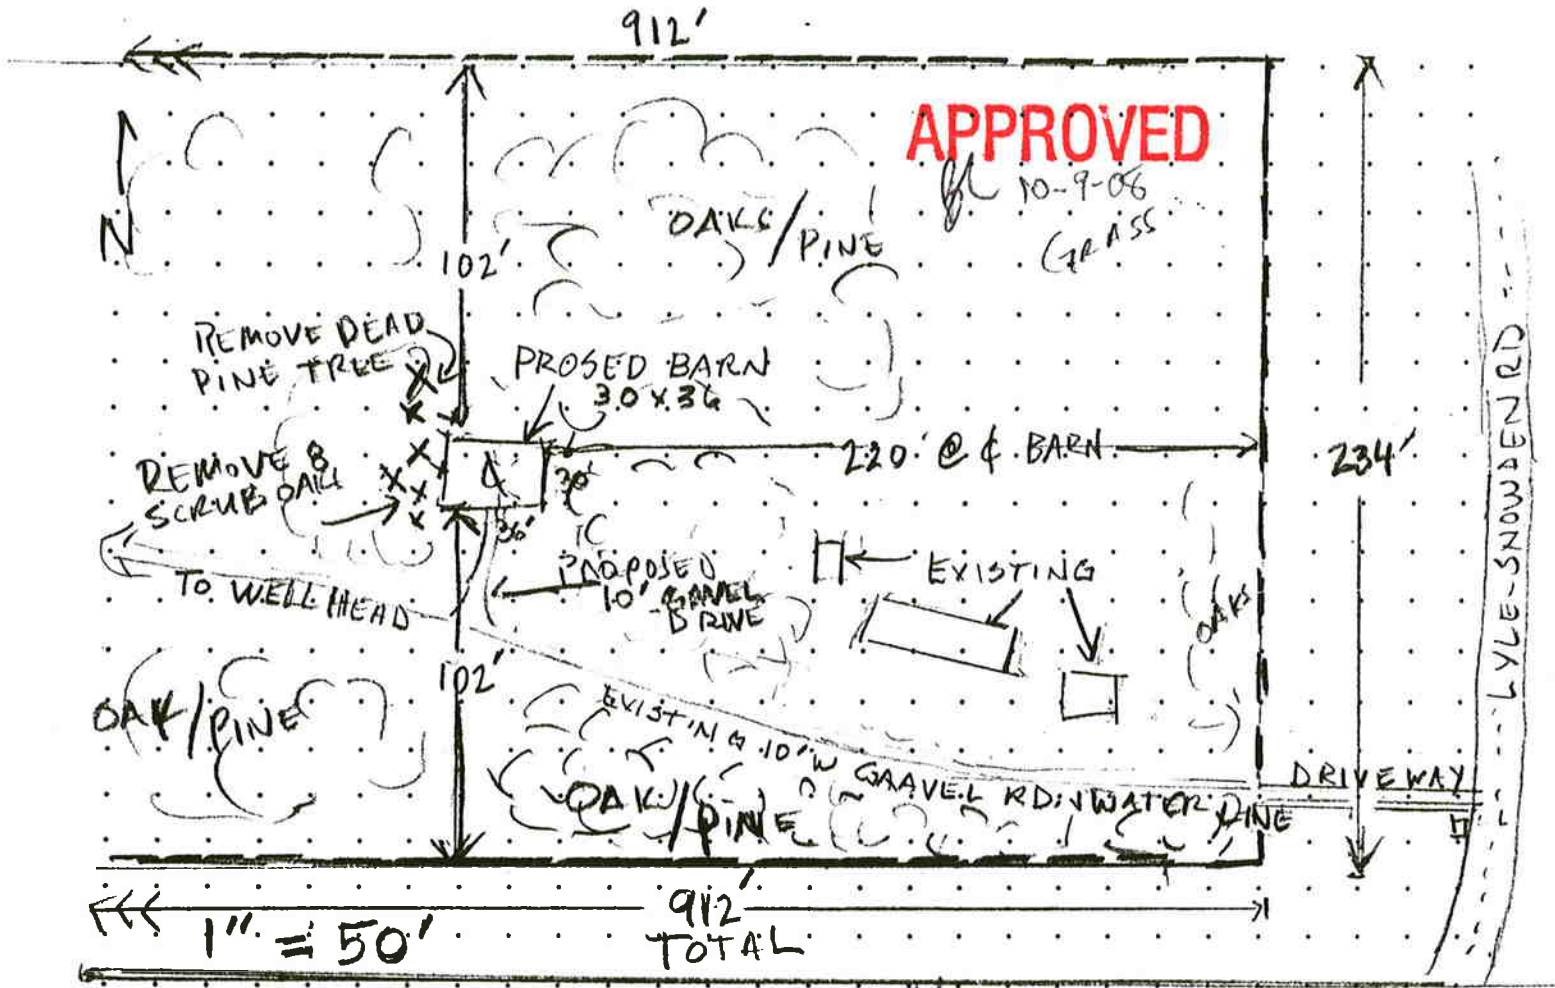 912'
APPROVED
10-9-08
GRASS
N
OAKS/PINE
102'
REMOVE DEAD
PINE TREE
PROSED BARN
30 x 36
220' @ ¢ BARN
234'
REMOVE 8
SCRUB OAK
¢
30'
36'
LYLE-SNOWDEN RD
PROPOSED
10' GRAVEL
DRIVE
EXISTING
TO WELL HEAD
OAKS
102'
OAK/PINE
EXISTING 10'W GRAAVEL RD
WATER
OAK/PINE
DRIVEWAY
912'
TOTAL
1" = 50'